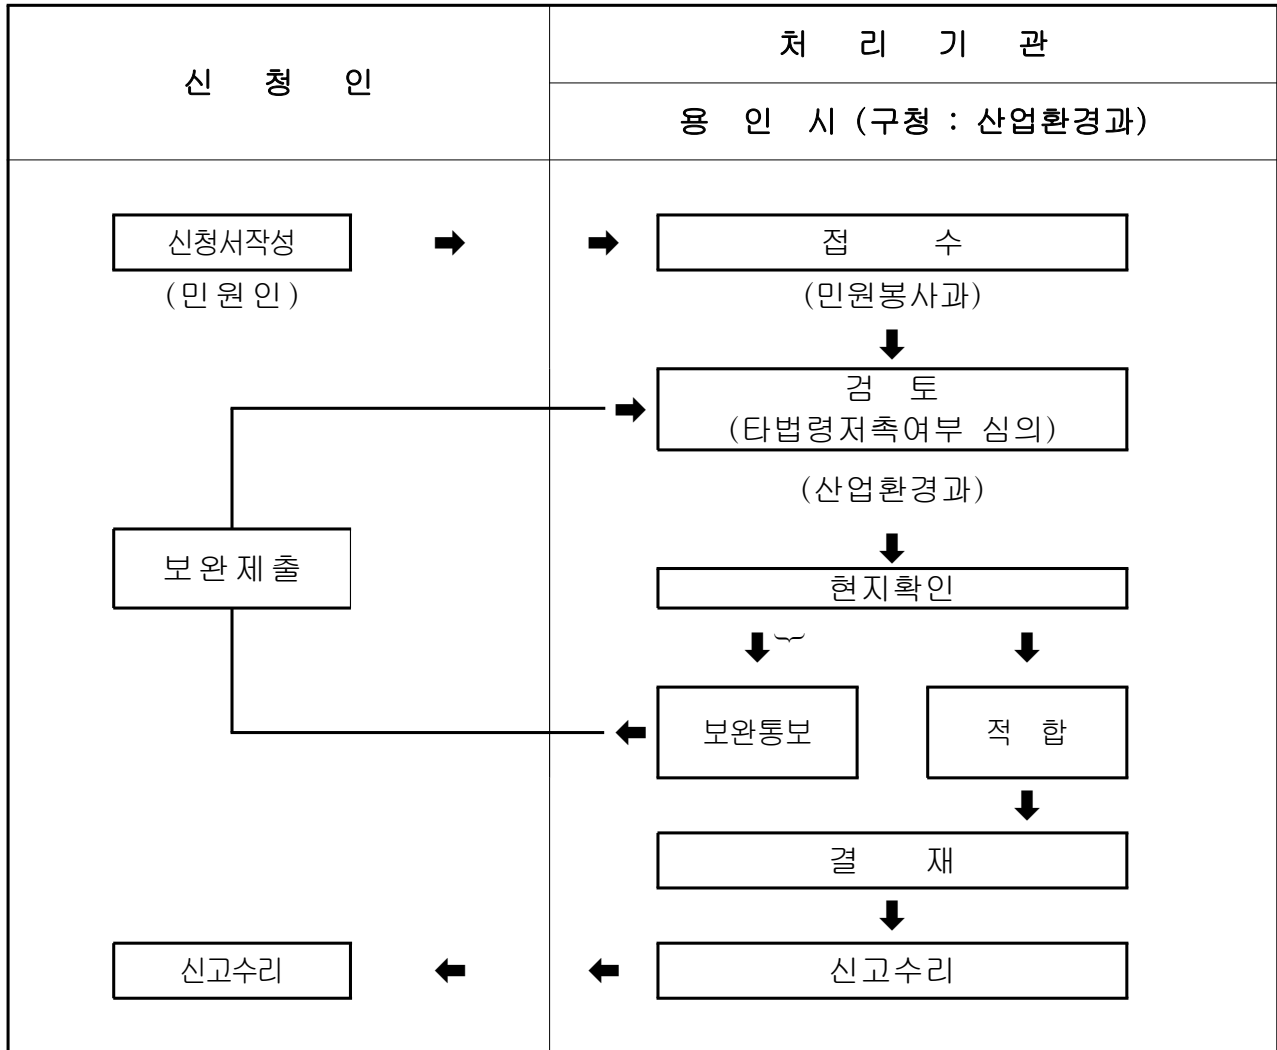 신 청 인
처 리 기 관
용 인 시 (구청 : 산업환경과)
신청서작성
(민원인)
접 수
(민원봉사과)
검 토
(타법령저촉여부 심의)
(산업환경과)
보완제출
현지확인
보완통보
적 합
결 재
신고수리
신고수리